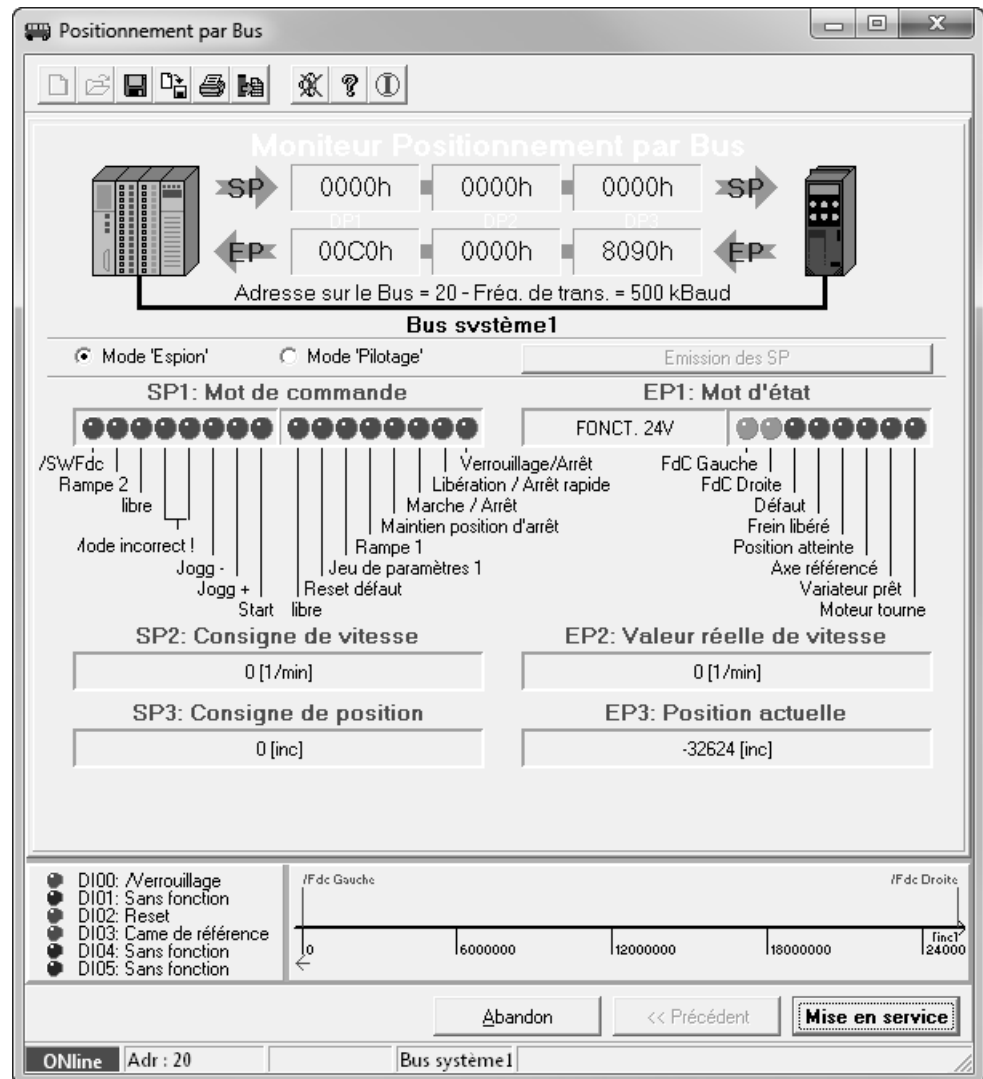 Positionnement par Bus
Moniteur Positionnement par Bus
SP 0000h 0000h 0000h SP
DP1 DP2 DP3
EP 00C0h 0000h 8090h EP
Adresse sur le Bus = 20 - Fréq. de trans. = 500 kBaud
Bus système1
Mode 'Espion' Mode 'Pilotage' Emission des SP
SP1: Mot de commande EP1: Mot d'état
FONCT. 24V
/SWFdc
Rampe 2
libre
Mode incorrect !
Jogg -
Jogg +
Start
Verrouillage/Arrêt
Libération / Arrêt rapide
Marche / Arrêt
Maintien position d'arrêt
Rampe 1
Jeu de paramètres 1
Reset défaut
libre
FdC Gauche
FdC Droite
Défaut
Frein libéré
Position atteinte
Axe référencé
Variateur prêt
Moteur tourne
SP2: Consigne de vitesse EP2: Valeur réelle de vitesse
0 [1/min] 0 [1/min]
SP3: Consigne de position EP3: Position actuelle
0 [inc] -32624 [inc]
DI00: /Verrouillage
DI01: Sans fonction
DI02: Reset
DI03: Came de référence
DI04: Sans fonction
DI05: Sans fonction
/Fdc Gauche /Fdc Droite
[inc]
0 6000000 12000000 18000000 24000
Abandon << Précédent Mise en service
ONline Adr : 20 Bus système1